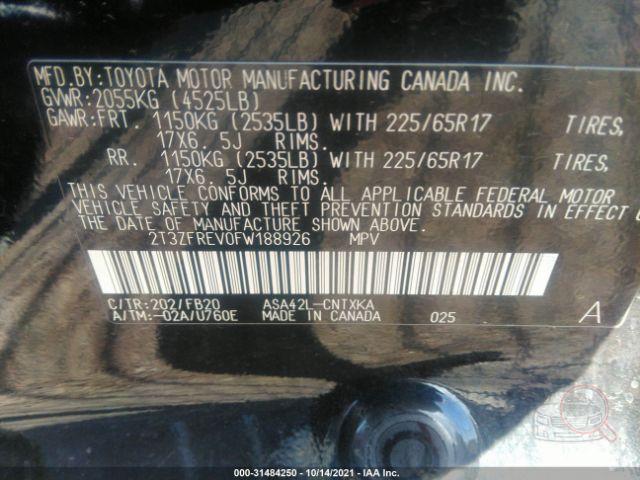 MFD.BY:TOYOTA MOTOR MANUFACTURING CANADA INC.
GVWR:2055KG (4525LB)
GAWR:FRT. 1150KG (2535LB) WITH 225/65R17 TIRES,
17X6. 5J RIMS.
RR. 1150KG (2535LB) WITH 225/65R17 TIRES,
17X6. 5J RIMS.
THIS VEHICLE CONFORMS TO ALL APPLICABLE FEDERAL MOTOR
VEHICLE SAFETY AND THEFT PREVENTION STANDARDS IN EFFECT
THE DATE OF MANUFACTURE SHOWN ABOVE.
2T3ZFREV0FW188926 MPV
C/TR:202/FB20 ASA42L-CNTXKA
A/TM:-02A/U760E MADE IN CANADA 025 A
000-31484250 - 10/14/2021 - IAA Inc.